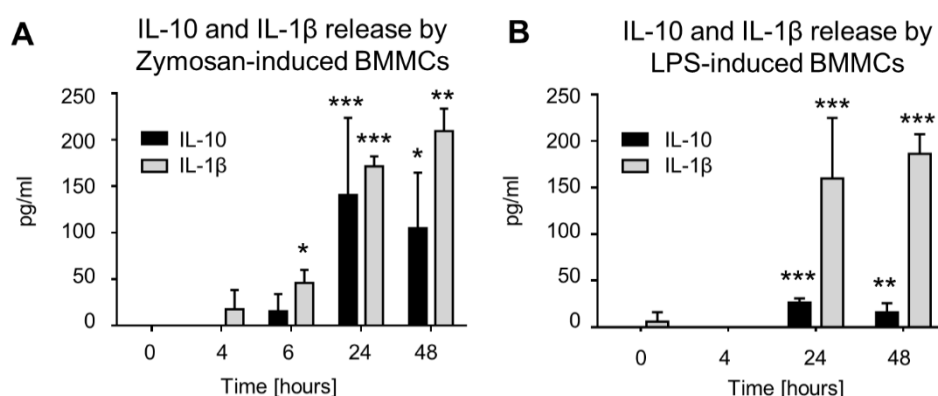 A
IL-10 and IL-1β release by
Zymosan-induced BMMCs
250
200
150
100
50
0
pg/ml
IL-10
IL-1β
*
***
***
*
**
0 4 6 24 48
Time [hours]
B
IL-10 and IL-1β release by
LPS-induced BMMCs
250
200
150
100
50
0
pg/ml
IL-10
IL-1β
***
***
**
***
0 4 24 48
Time [hours]